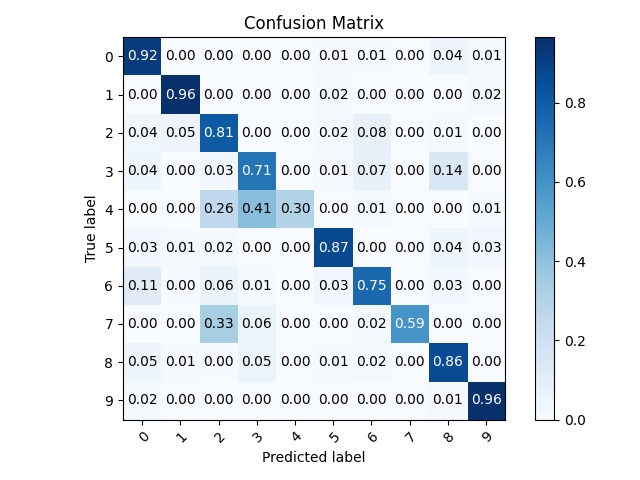 Confusion Matrix
True label
0 0.92 0.00 0.00 0.00 0.00 0.01 0.01 0.00 0.04 0.01
1 0.00 0.96 0.00 0.00 0.00 0.02 0.00 0.00 0.00 0.02
2 0.04 0.05 0.81 0.00 0.00 0.02 0.08 0.00 0.01 0.00
3 0.04 0.00 0.03 0.71 0.00 0.01 0.07 0.00 0.14 0.00
4 0.00 0.00 0.26 0.41 0.30 0.00 0.01 0.00 0.00 0.01
5 0.03 0.01 0.02 0.00 0.00 0.87 0.00 0.00 0.04 0.03
6 0.11 0.00 0.06 0.01 0.00 0.03 0.75 0.00 0.03 0.00
7 0.00 0.00 0.33 0.06 0.00 0.00 0.02 0.59 0.00 0.00
8 0.05 0.01 0.00 0.05 0.00 0.01 0.02 0.00 0.86 0.00
9 0.02 0.00 0.00 0.00 0.00 0.00 0.00 0.00 0.01 0.96
0 1 2 3 4 5 6 7 8 9
Predicted label
0.8
0.6
0.4
0.2
0.0